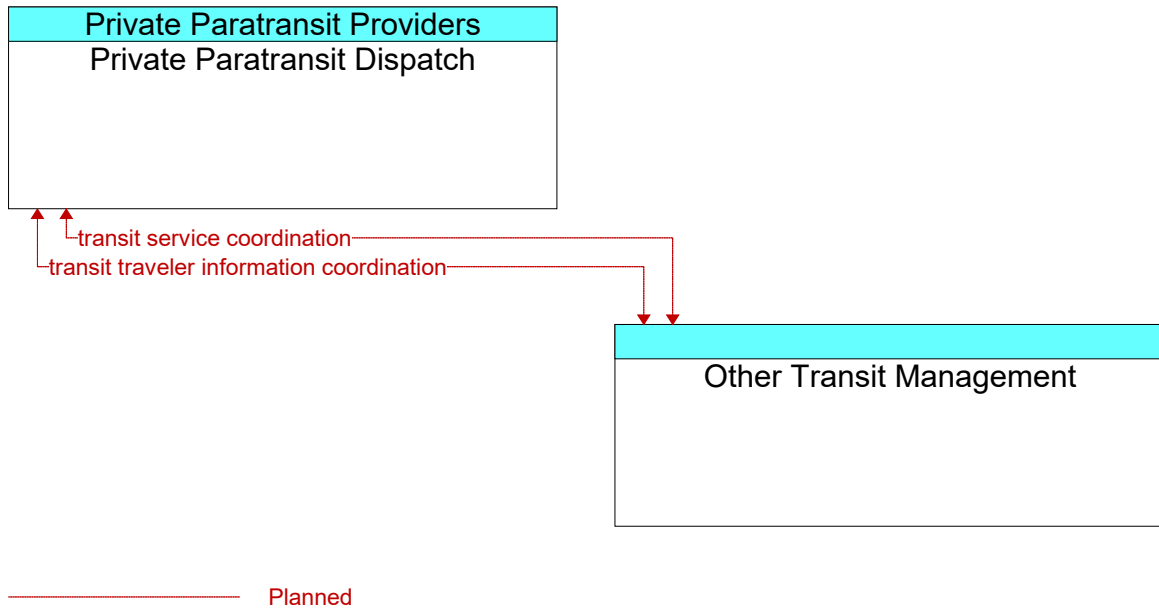 Private Paratransit Providers
Private Paratransit Dispatch
transit service coordination
transit traveler information coordination
Other Transit Management
Planned